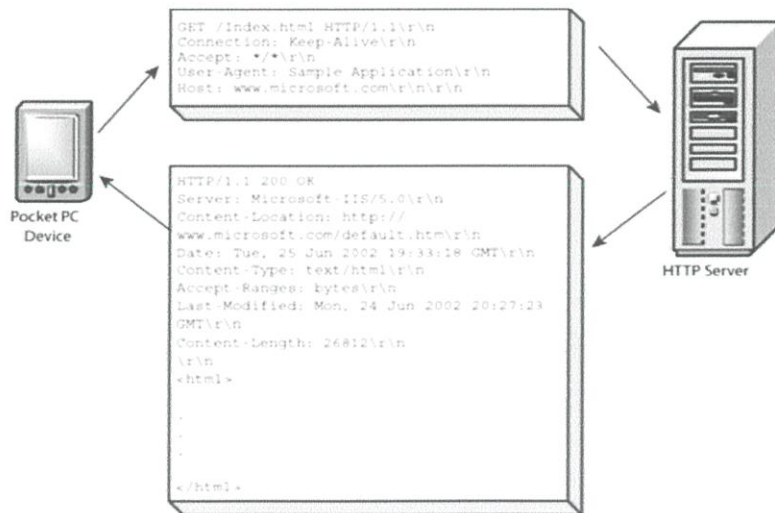 GET /Index.html HTTP/1.1\r\n
Connection: Keep-Alive\r\n
Accept: */*\r\n
User-Agent: Sample Application\r\n
Host: www.microsoft.com\r\n\r\n
Pocket PC
Device
HTTP Server
HTTP/1.1 200 OK
Server: Microsoft-IIS/5.0\r\n
Content-Location: http://
www.microsoft.com/default.htm\r\n
Date: Tue, 25 Jun 2002 19:33:18 GMT\r\n
Content-Type: text/html\r\n
Accept-Ranges: bytes\r\n
Last-Modified: Mon, 24 Jun 2002 20:27:23
GMT\r\n
Content-Length: 26812\r\n
\r\n
<html>
.
.
.
</html>